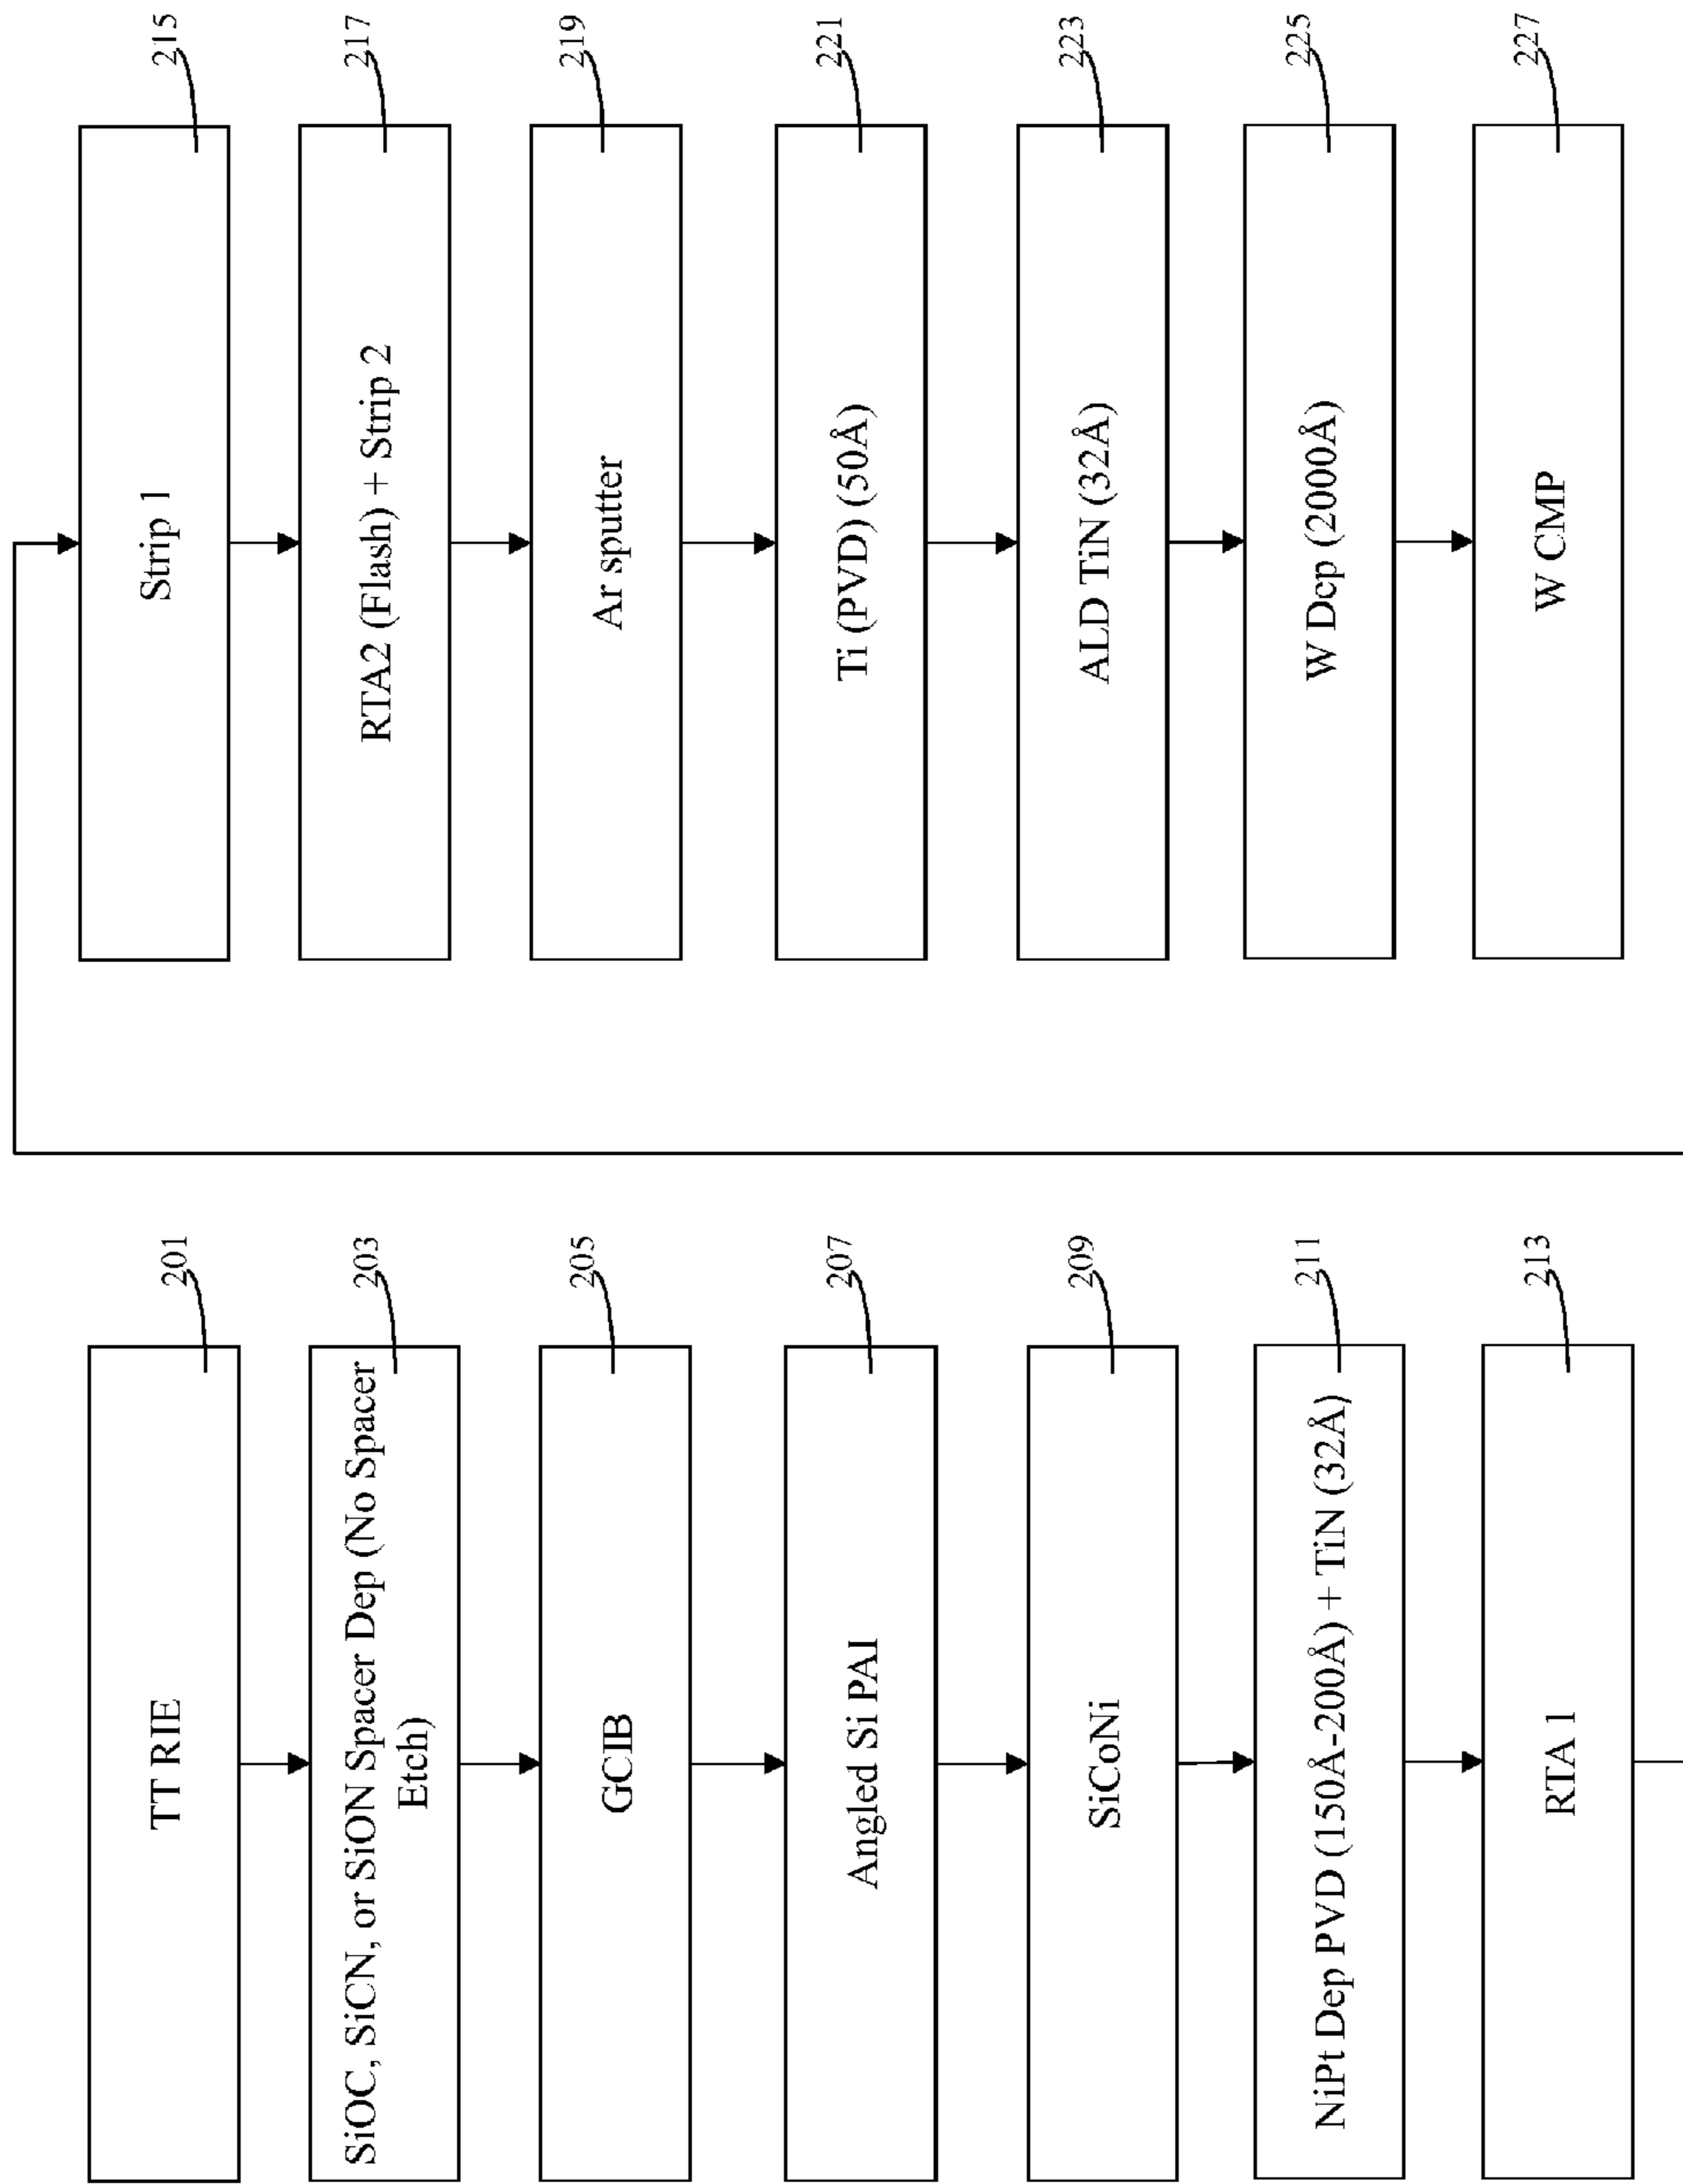 TT RIE
201
SiOC, SiCN, or SiON Spacer Dep (No Spacer
Etch)
203
GCIB
205
Angled Si PAI
207
SiCoNi
209
NiPt Dep PVD (150Å-200Å) + TiN (32Å)
211
RTA 1
213
Strip 1
215
RTA2 (Flash) + Strip 2
217
Ar sputter
219
Ti (PVD) (50Å)
221
ALD TiN (32Å)
223
W Dep (2000Å)
225
W CMP
227